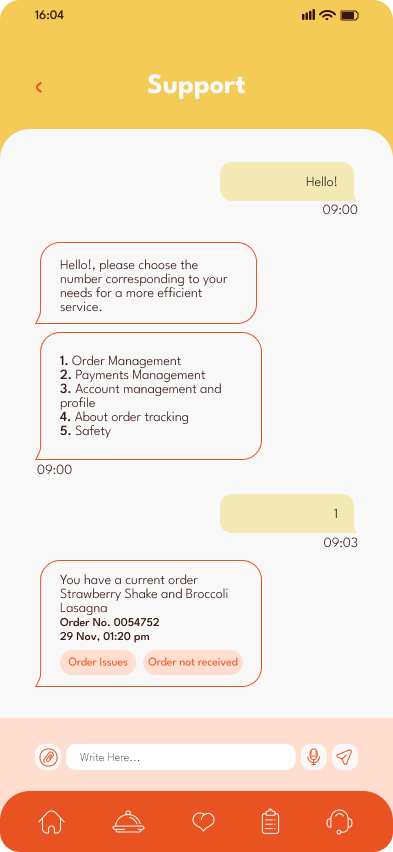 16:04
Support
Hello!
09:00
Hello!, please choose the
number corresponding to your
needs for a more efficient
service.
1. Order Management
2. Payments Management
3. Account management and
profile
4. About order tracking
5. Safety
09:00
1
09:03
You have a current order
Strawberry Shake and Broccoli
Lasagna
Order No. 0054752
29 Nov, 01:20 pm
Order Issues Order not received
Write Here...